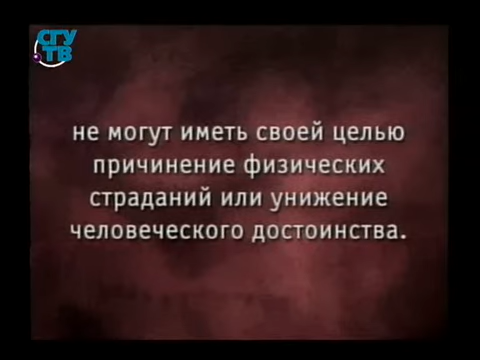 СГУ
ТВ
не могут иметь своей целью
причинение физических
страданий или унижение
человеческого достоинства.